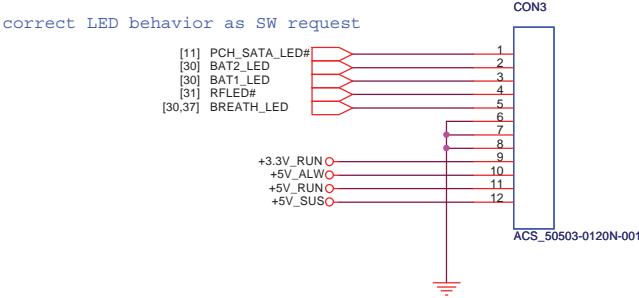 CON3
correct LED behavior as SW request
[11] PCH_SATA_LED# 1
[30] BAT2_LED 2
[30] BAT1_LED 3
[31] RFLED# 4
[30,37] BREATH_LED 5
6
7
8
+3.3V_RUN 9
+5V_ALW 10
+5V_RUN 11
+5V_SUS 12
ACS_50503-0120N-001